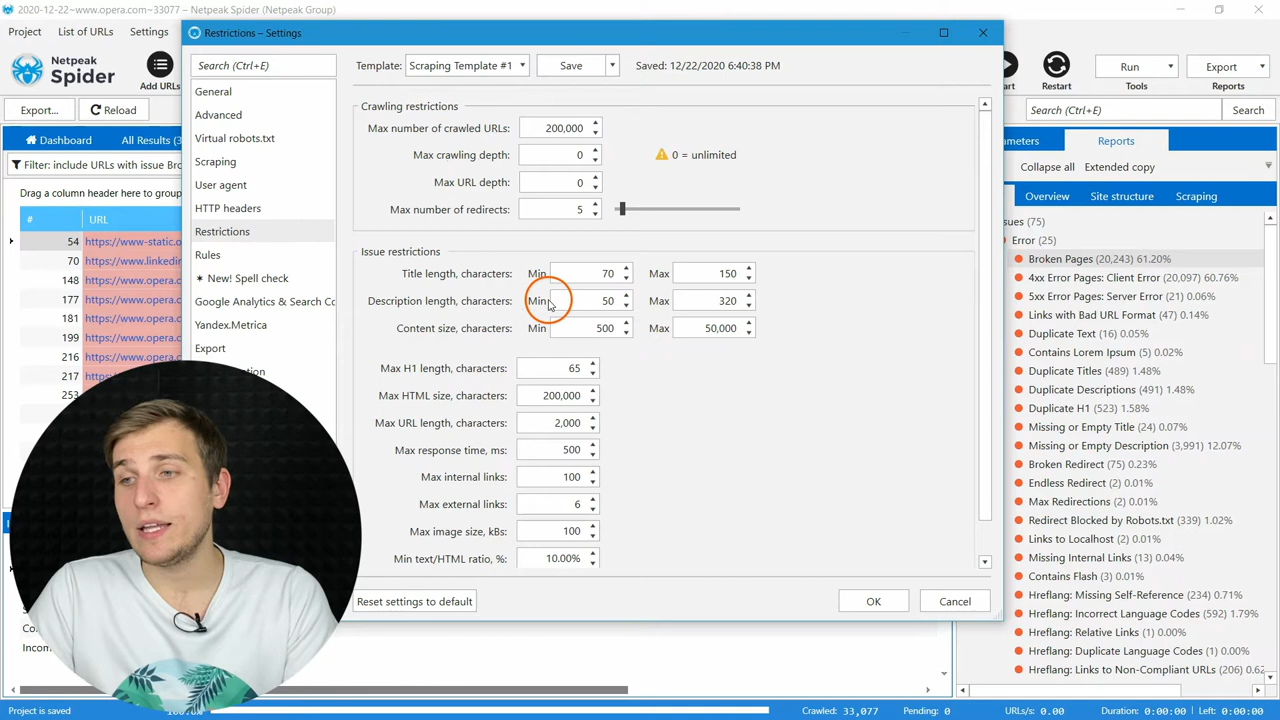 2020-12-22~www.opera.com~33077 — Netpeak Spider (Netpeak Group)
Project List of URLs Settings
Restrictions – Settings
Netpeak Spider
Add URLs
Restart
Run
Tools
Export
Reports
Search (Ctrl+E)
Template: Scraping Template #1 Save Saved: 12/22/2020 6:40:38 PM
Export... Reload
Search (Ctrl+E) Search
Dashboard All Results (3
Filter: include URLs with issue Bro
Drag a column header here to group
# URL
54 https://www-static.o
70 https://www.linkedin
148 https://www.opera.c
177 https://www.opera.c
181 https://www.opera.c
196 https://www.opera.c
216 https://www.opera.c
217 https
253
General
Advanced
Virtual robots.txt
Scraping
User agent
HTTP headers
Restrictions
Rules
✶ New! Spell check
Google Analytics & Search Co
Yandex.Metrica
Export
Crawling restrictions
Max number of crawled URLs: 200,000
Max crawling depth: 0 0 = unlimited
Max URL depth: 0
Max number of redirects: 5
Issue restrictions
Title length, characters: Min 70 Max 150
Description length, characters: Min 50 Max 320
Content size, characters: Min 500 Max 50,000
Max H1 length, characters: 65
Max HTML size, characters: 200,000
Max URL length, characters: 2,000
Max response time, ms: 500
Max internal links: 100
Max external links: 6
Max image size, kBs: 100
Min text/HTML ratio, %: 10.00%
Reset settings to default OK Cancel
ameters Reports
Collapse all Extended copy
Overview Site structure Scraping
sues (75)
Error (25)
Broken Pages (20,243) 61.20%
4xx Error Pages: Client Error (20,097) 60.76%
5xx Error Pages: Server Error (21) 0.06%
Links with Bad URL Format (47) 0.14%
Duplicate Text (16) 0.05%
Contains Lorem Ipsum (5) 0.02%
Duplicate Titles (489) 1.48%
Duplicate Descriptions (491) 1.48%
Duplicate H1 (523) 1.58%
Missing or Empty Title (24) 0.07%
Missing or Empty Description (3,991) 12.07%
Broken Redirect (75) 0.23%
Endless Redirect (2) 0.01%
Max Redirections (2) 0.01%
Redirect Blocked by Robots.txt (339) 1.02%
Links to Localhost (2) 0.01%
Missing Internal Links (13) 0.04%
Contains Flash (3) 0.01%
Hreflang: Missing Self-Reference (234) 0.71%
Hreflang: Incorrect Language Codes (592) 1.79%
Hreflang: Relative Links (1) 0.00%
Hreflang: Duplicate Language Codes (1) 0.00%
Hreflang: Links to Non-Compliant URLs (206) 0.62
Co
Incom
Project is saved 100.0% Crawled: 33,077 Pending: 0 URLs/s: 0.00 Duration: 0:00:00 Left: 0:00:00